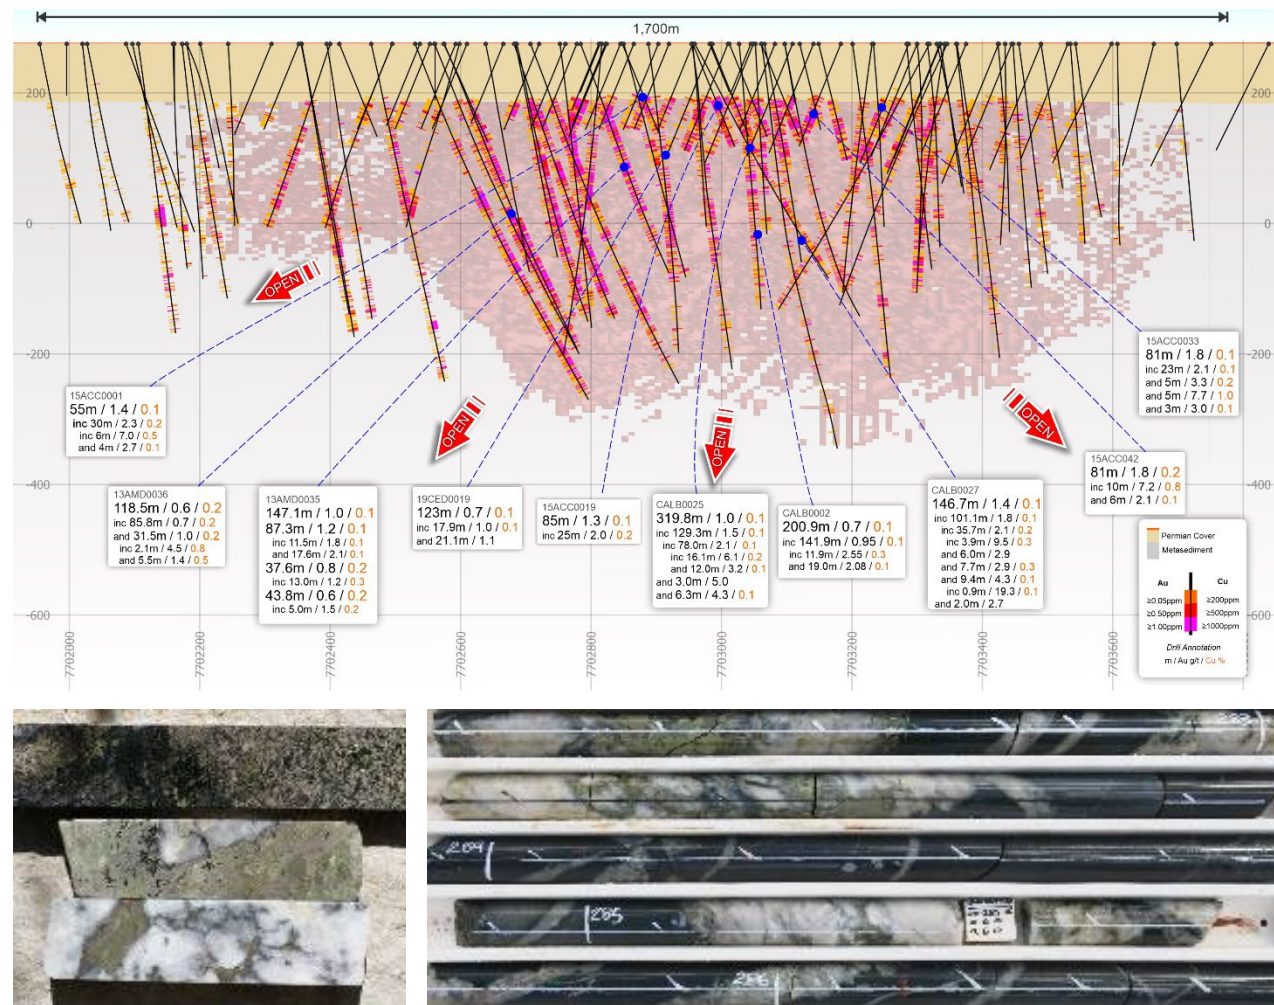 1,700m
200
200
0
0
-200
-200
-400
-400
-600
-600
OPEN
OPEN
OPEN
OPEN
15ACC0001
55m / 1.4 / 0.1
inc 30m / 2.3 / 0.2
inc 6m / 7.0 / 0.5
and 4m / 2.7 / 0.1
13AMD0036
118.5m / 0.6 / 0.2
inc 85.8m / 0.7 / 0.2
and 31.5m / 1.0 / 0.2
inc 2.1m / 4.5 / 0.8
and 5.5m / 1.4 / 0.5
13AMD0035
147.1m / 1.0 / 0.1
87.3m / 1.2 / 0.1
inc 11.5m / 1.8 / 0.1
and 17.6m / 2.1 / 0.1
37.6m / 0.8 / 0.2
inc 13.0m / 1.2 / 0.3
43.8m / 0.6 / 0.2
inc 5.0m / 1.5 / 0.2
19CED0019
123m / 0.7 / 0.1
inc 17.9m / 1.0 / 0.1
and 21.1m / 1.1
15ACC0019
85m / 1.3 / 0.1
inc 25m / 2.0 / 0.2
CALB0025
319.8m / 1.0 / 0.1
inc 129.3m / 1.5 / 0.1
inc 78.0m / 2.1 / 0.1
inc 16.1m / 6.1 / 0.2
and 12.0m / 3.2 / 0.1
and 3.0m / 5.0
and 6.3m / 4.3 / 0.1
CALB0002
200.9m / 0.7 / 0.1
inc 141.9m / 0.95 / 0.1
inc 11.9m / 2.55 / 0.3
and 19.0m / 2.08 / 0.1
CALB0027
146.7m / 1.4 / 0.1
inc 101.1m / 1.8 / 0.1
inc 35.7m / 2.1 / 0.2
inc 3.9m / 9.5 / 0.3
and 6.0m / 2.9
and 7.7m / 2.9 / 0.3
and 9.4m / 4.3 / 0.1
inc 0.9m / 19.3 / 0.1
and 2.0m / 2.7
15ACC042
81m / 1.8 / 0.2
inc 10m / 7.2 / 0.8
and 6m / 2.1 / 0.1
15ACC0033
81m / 1.8 / 0.1
inc 23m / 2.1 / 0.1
and 5m / 3.3 / 0.2
and 5m / 7.7 / 1.0
and 3m / 3.0 / 0.1
Permian Cover
Metasediment
Au Cu
≥0.05ppm ≥200ppm
≥0.50ppm ≥500ppm
≥1.00ppm ≥1000ppm
Drill Annotation
m / Au g/t / Cu %
7702000
7702200
7702400
7702600
7702800
7703000
7703200
7703400
7703600
284
285
286